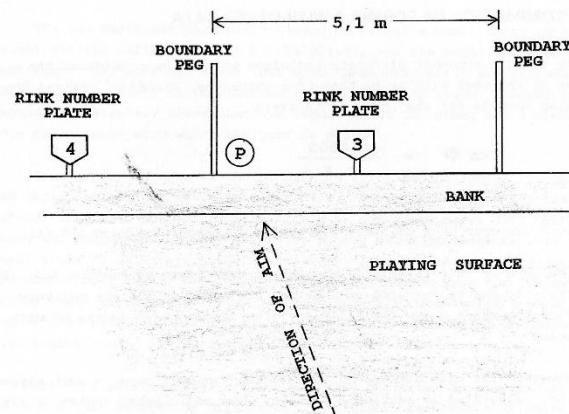 5,1 m
BOUNDARY
PEG
BOUNDARY
PEG
RINK NUMBER
PLATE
RINK NUMBER
PLATE
4
P
3
BANK
PLAYING SURFACE
DIRECTION OF AIM